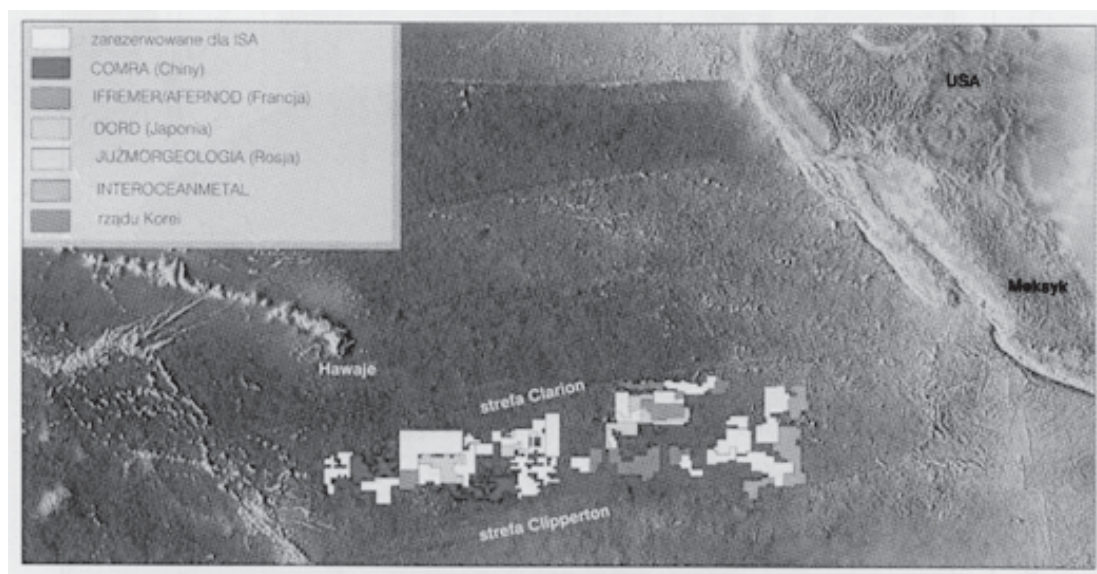 zarezerwowane dla ISA
COMRA (Chiny)
IFREMER/AFERNOD (Francja)
DORD (Japonia)
JUŻMORGEOLOGIA (Rosja)
INTEROCEANMETAL
rządu Korei
USA
Meksyk
Hawaje
strefa Clarion
strefa Clipperton